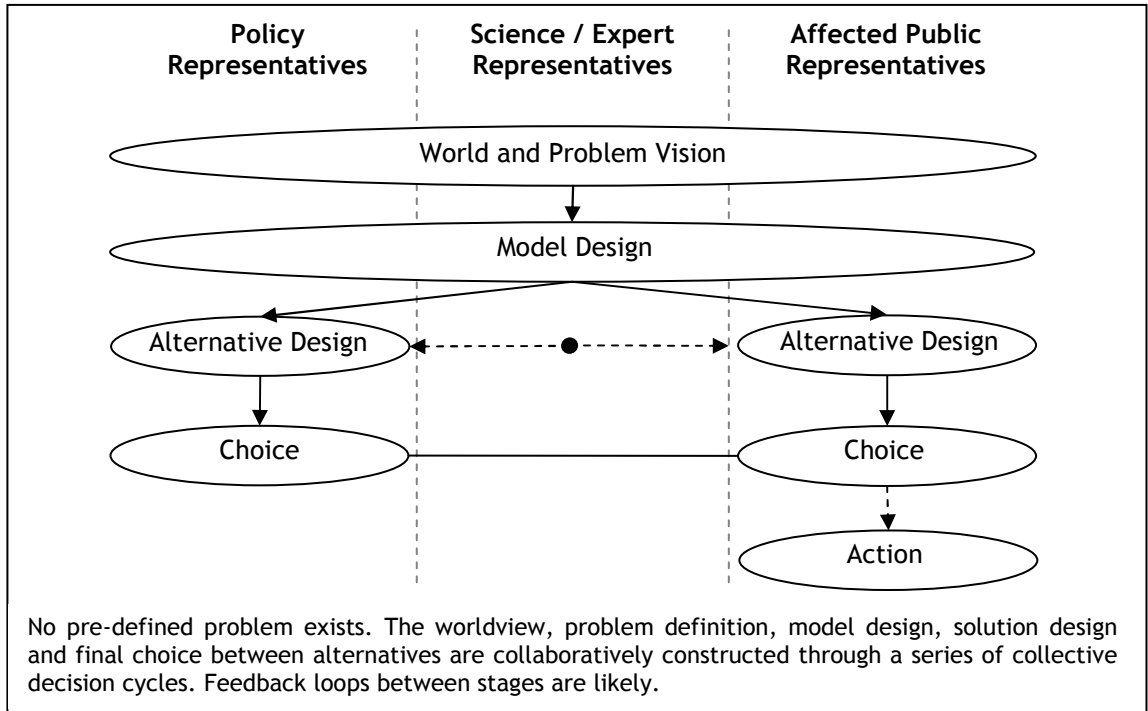 Policy
Representatives
Science / Expert
Representatives
Affected Public
Representatives
World and Problem Vision
Model Design
Alternative Design
Alternative Design
Choice
Choice
Action
No pre-defined problem exists. The worldview, problem definition, model design, solution design
and final choice between alternatives are collaboratively constructed through a series of collective
decision cycles. Feedback loops between stages are likely.